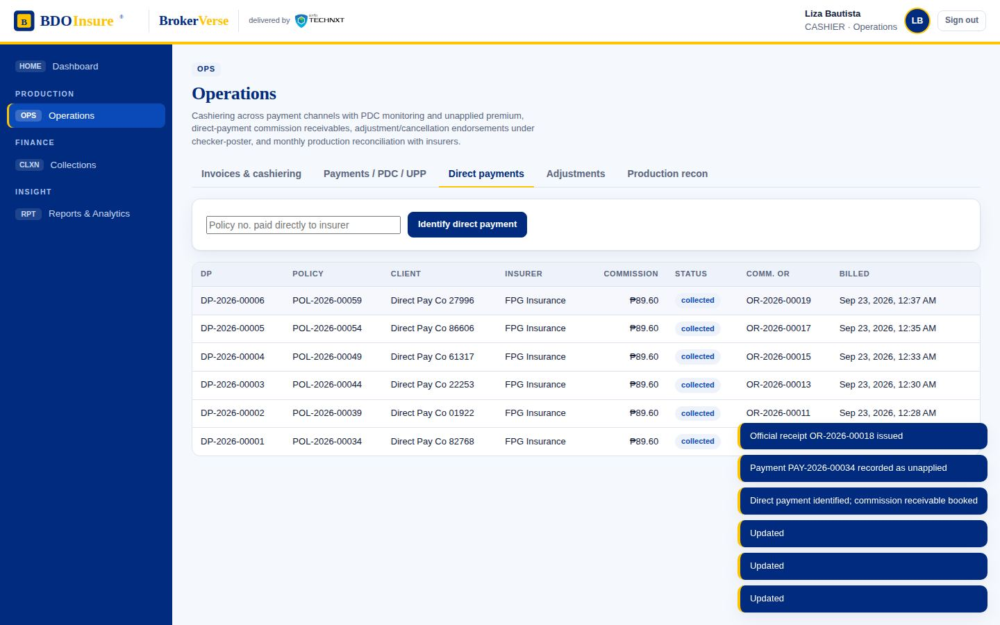 B BDOInsure ® BrokerVerse delivered by TECHNXT
Liza Bautista
CASHIER · Operations
LB
Sign out
HOME Dashboard
PRODUCTION
OPS Operations
FINANCE
CLXN Collections
INSIGHT
RPT Reports & Analytics
OPS
Operations
Cashiering across payment channels with PDC monitoring and unapplied premium,
direct-payment commission receivables, adjustment/cancellation endorsements under
checker-poster, and monthly production reconciliation with insurers.
Invoices & cashiering Payments / PDC / UPP Direct payments Adjustments Production recon
Policy no. paid directly to insurer Identify direct payment
DP POLICY CLIENT INSURER COMMISSION STATUS COMM. OR BILLED
DP-2026-00006 POL-2026-00059 Direct Pay Co 27996 FPG Insurance ₱89.60 collected OR-2026-00019 Sep 23, 2026, 12:37 AM
DP-2026-00005 POL-2026-00054 Direct Pay Co 86606 FPG Insurance ₱89.60 collected OR-2026-00017 Sep 23, 2026, 12:35 AM
DP-2026-00004 POL-2026-00049 Direct Pay Co 61317 FPG Insurance ₱89.60 collected OR-2026-00015 Sep 23, 2026, 12:33 AM
DP-2026-00003 POL-2026-00044 Direct Pay Co 22253 FPG Insurance ₱89.60 collected OR-2026-00013 Sep 23, 2026, 12:30 AM
DP-2026-00002 POL-2026-00039 Direct Pay Co 01922 FPG Insurance ₱89.60 collected OR-2026-00011 Sep 23, 2026, 12:28 AM
DP-2026-00001 POL-2026-00034 Direct Pay Co 82768 FPG Insurance ₱89.60 collected
Official receipt OR-2026-00018 issued
Payment PAY-2026-00034 recorded as unapplied
Direct payment identified; commission receivable booked
Updated
Updated
Updated